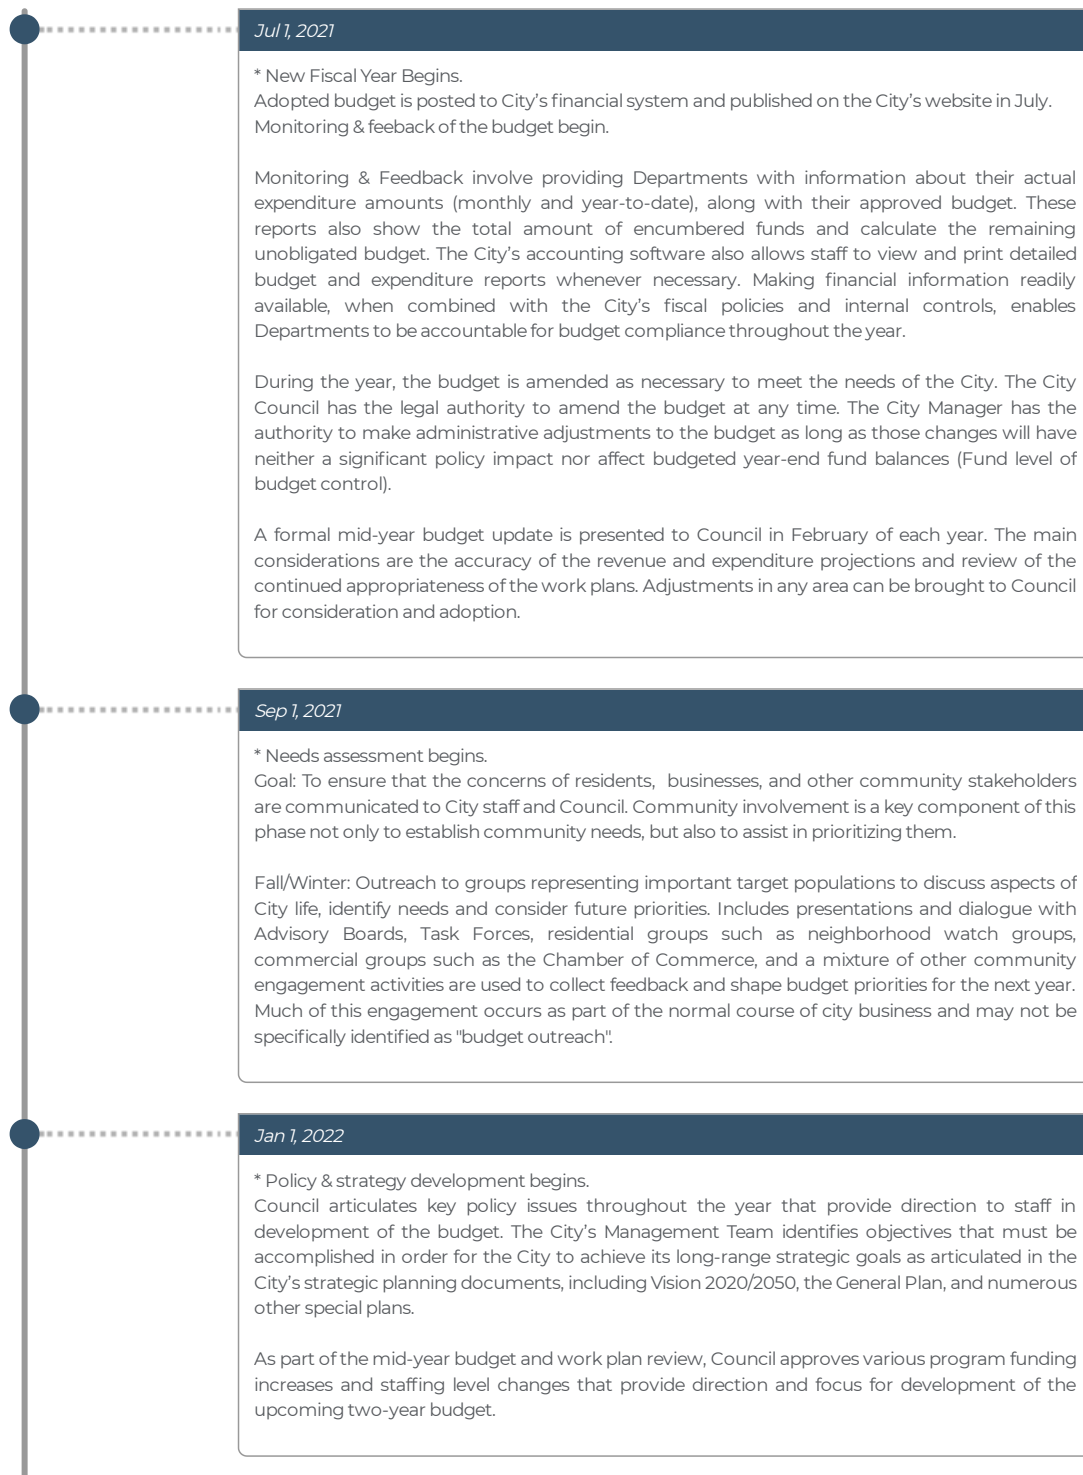 Jul 1, 2021
* New Fiscal Year Begins.
Adopted budget is posted to City’s financial system and published on the City’s website in July.
Monitoring & feeback of the budget begin.
Monitoring & Feedback involve providing Departments with information about their actual
expenditure amounts (monthly and year-to-date), along with their approved budget. These
reports also show the total amount of encumbered funds and calculate the remaining
unobligated budget. The City’s accounting software also allows staff to view and print detailed
budget and expenditure reports whenever necessary. Making financial information readily
available, when combined with the City’s fiscal policies and internal controls, enables
Departments to be accountable for budget compliance throughout the year.
During the year, the budget is amended as necessary to meet the needs of the City. The City
Council has the legal authority to amend the budget at any time. The City Manager has the
authority to make administrative adjustments to the budget as long as those changes will have
neither a significant policy impact nor affect budgeted year-end fund balances (Fund level of
budget control).
A formal mid-year budget update is presented to Council in February of each year. The main
considerations are the accuracy of the revenue and expenditure projections and review of the
continued appropriateness of the work plans. Adjustments in any area can be brought to Council
for consideration and adoption.
Sep 1, 2021
* Needs assessment begins.
Goal: To ensure that the concerns of residents,  businesses, and other community stakeholders
are communicated to City staff and Council. Community involvement is a key component of this
phase not only to establish community needs, but also to assist in prioritizing them.
Fall/Winter: Outreach to groups representing important target populations to discuss aspects of
City life, identify needs and consider future priorities. Includes presentations and dialogue with
Advisory Boards, Task Forces, residential groups such as neighborhood watch groups,
commercial groups such as the Chamber of Commerce, and a mixture of other community
engagement activities are used to collect feedback and shape budget priorities for the next year.
Much of this engagement occurs as part of the normal course of city business and may not be
specifically identified as "budget outreach".
Jan 1, 2022
* Policy & strategy development begins.
Council articulates key policy issues throughout the year that provide direction to staff in
development of the budget. The City’s Management Team identifies objectives that must be
accomplished in order for the City to achieve its long-range strategic goals as articulated in the
City’s strategic planning documents, including Vision 2020/2050, the General Plan, and numerous
other special plans.
As part of the mid-year budget and work plan review, Council approves various program funding
increases and staffing level changes that provide direction and focus for development of the
upcoming two-year budget.